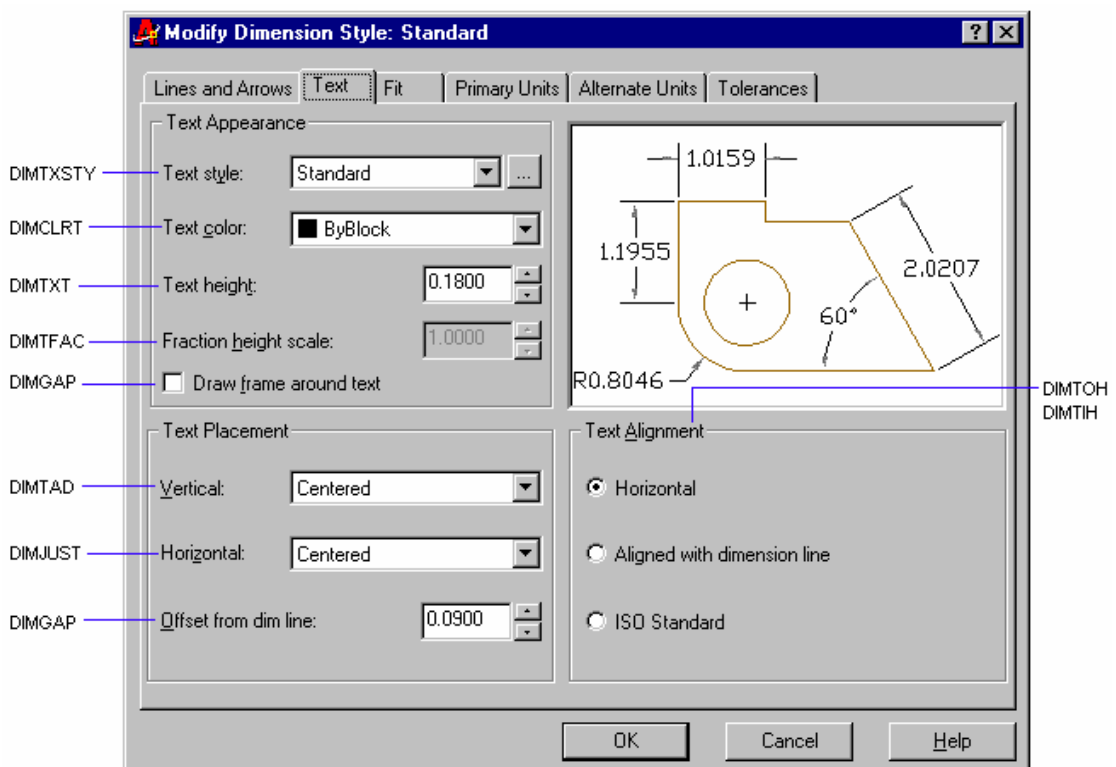 Modify Dimension Style: Standard
Lines and Arrows Text Fit Primary Units Alternate Units Tolerances
Text Appearance
DIMTXSTY Text style: Standard ...
DIMCLRT Text color: ByBlock
DIMTXT Text height: 0.1800
DIMTFAC Fraction height scale: 1.0000
DIMGAP Draw frame around text
1.0159
1.1955
2.0207
60°
R0.8046
DIMTOH
DIMTIH
Text Placement
DIMTAD Vertical: Centered
DIMJUST Horizontal: Centered
DIMGAP Offset from dim line: 0.0900
Text Alignment
Horizontal
Aligned with dimension line
ISO Standard
OK Cancel Help